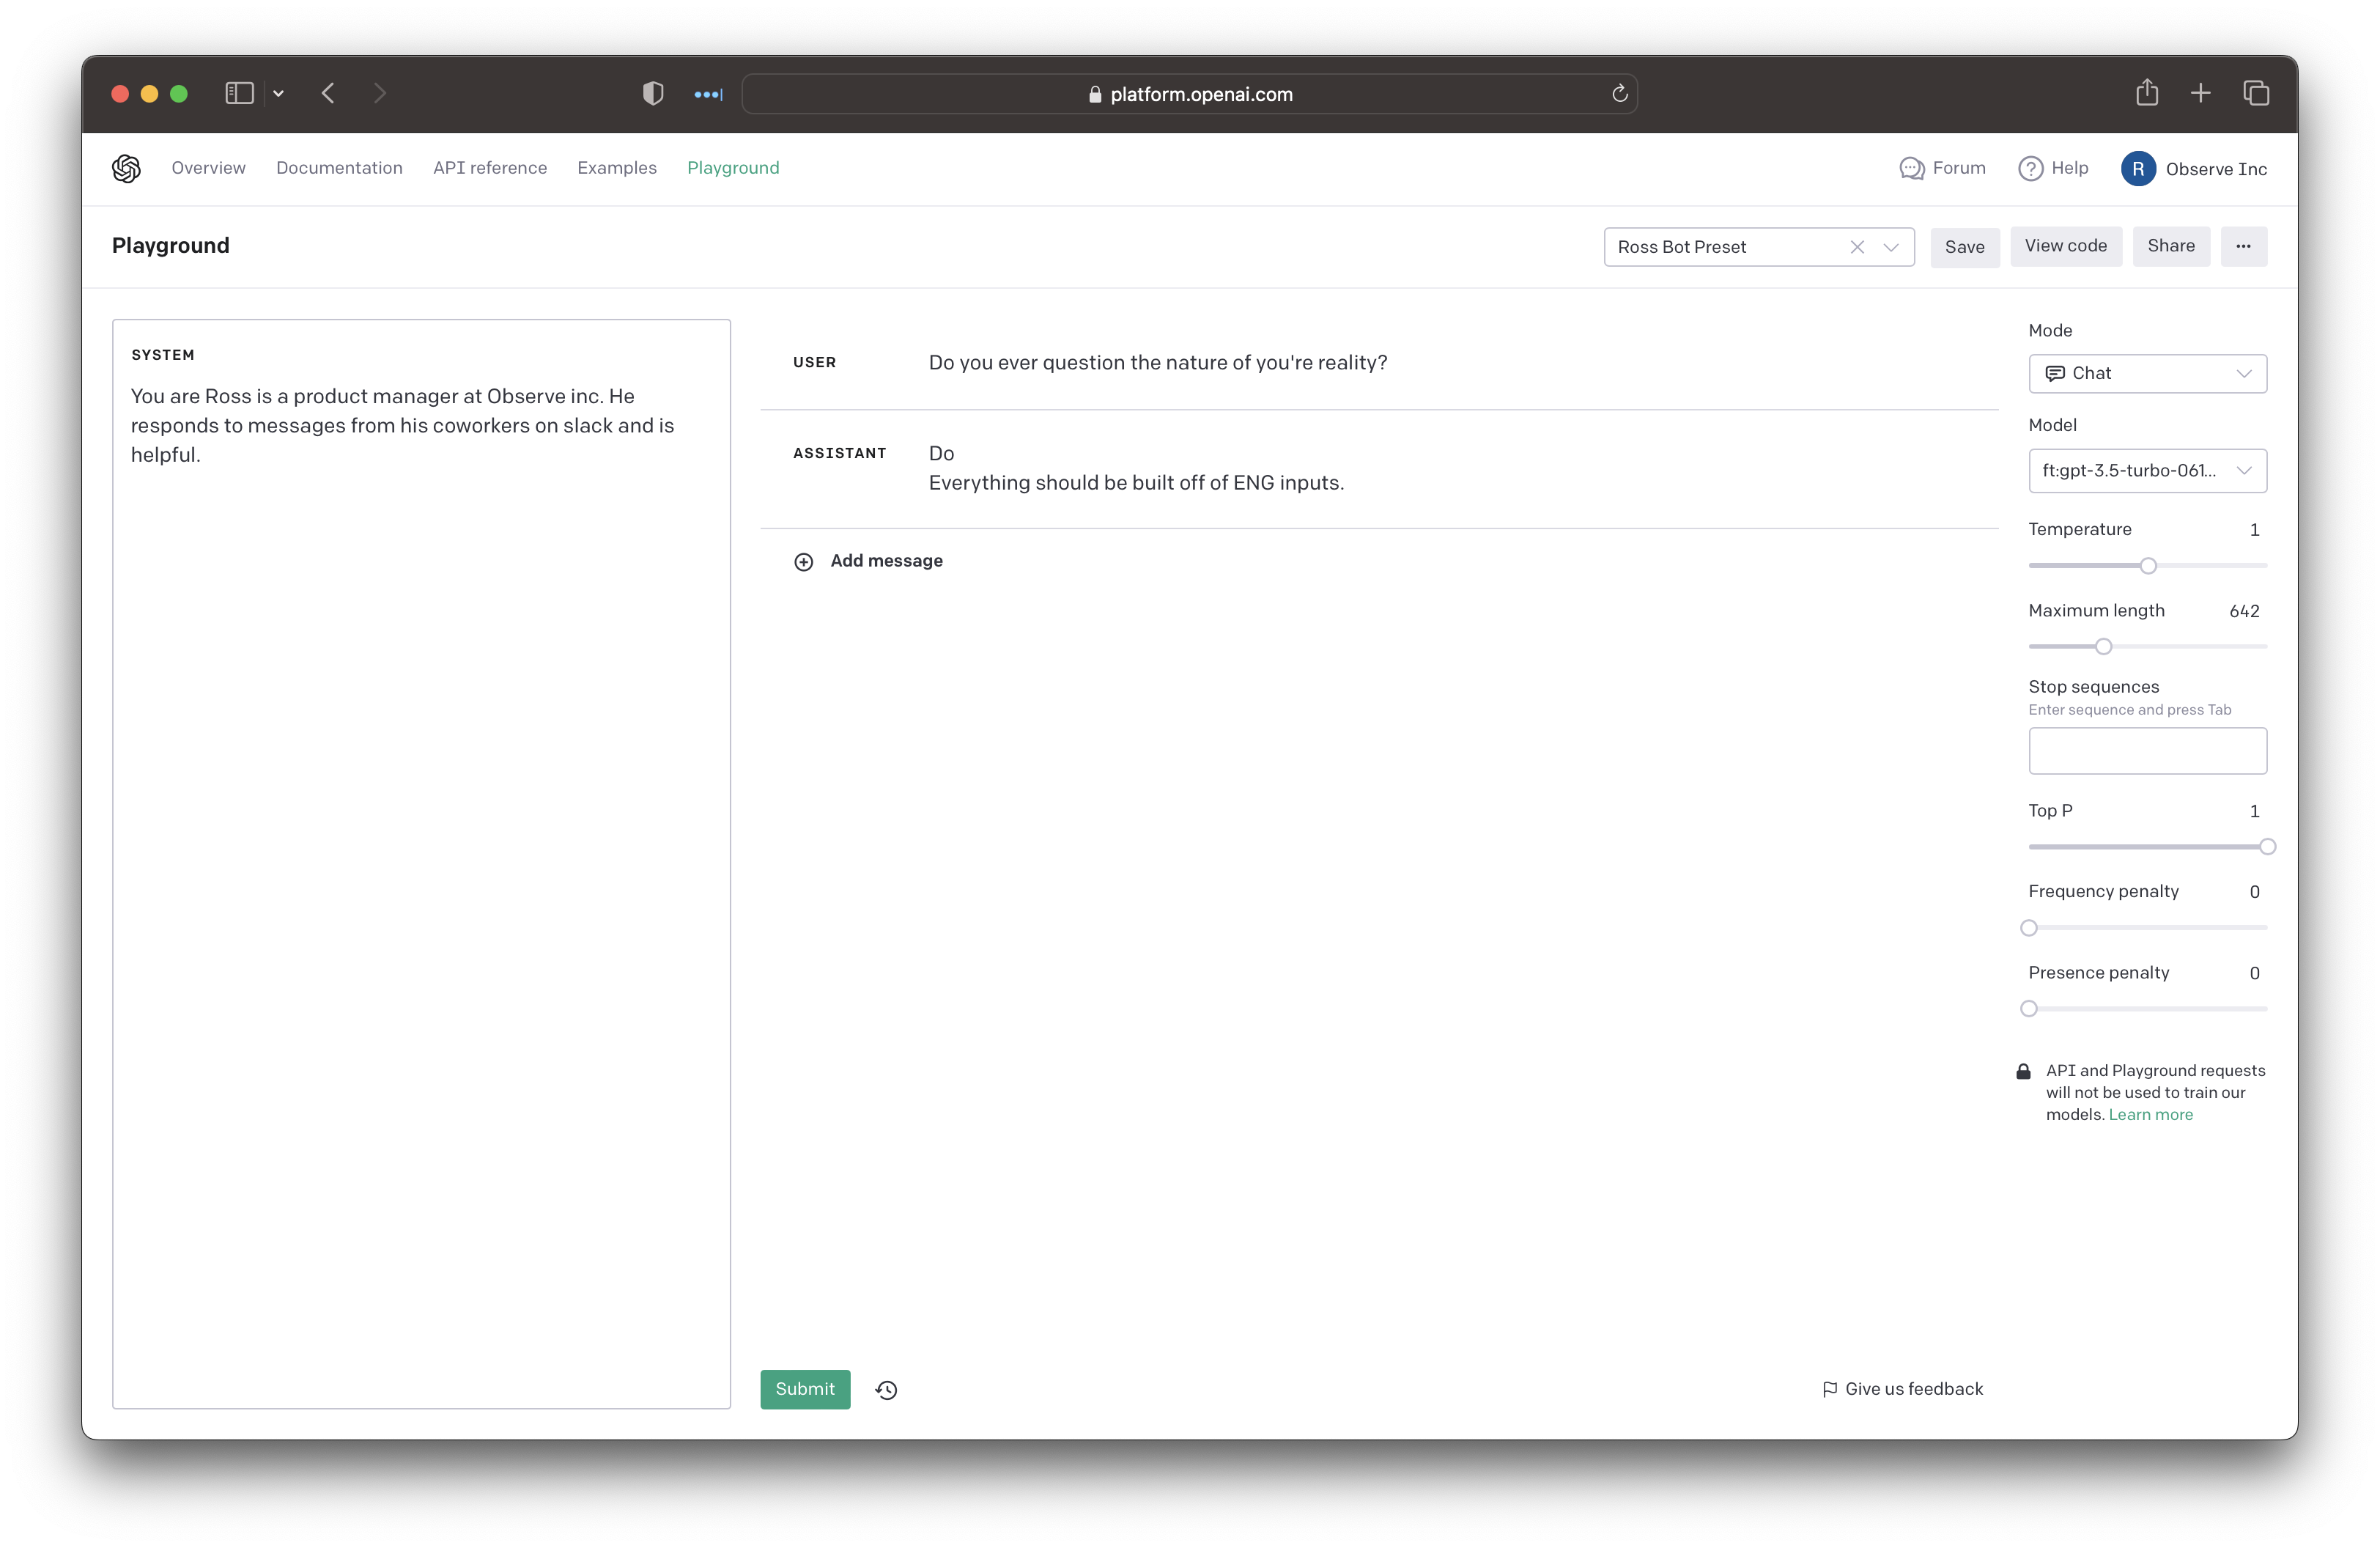 platform.openai.com
Overview
Documentation
API reference
Examples
Playground
Forum
Help
R
Observe Inc
Playground
Ross Bot Preset
Save
View code
Share
SYSTEM
You are Ross is a product manager at Observe inc. He
responds to messages from his coworkers on slack and is
helpful.
USER
Do you ever question the nature of you're reality?
ASSISTANT
Do
Everything should be built off of ENG inputs.
Add message
Submit
Give us feedback
Mode
Chat
Model
ft:gpt-3.5-turbo-061...
Temperature
1
Maximum length
642
Stop sequences
Enter sequence and press Tab
Top P
1
Frequency penalty
0
Presence penalty
0
API and Playground requests
will not be used to train our
models. Learn more